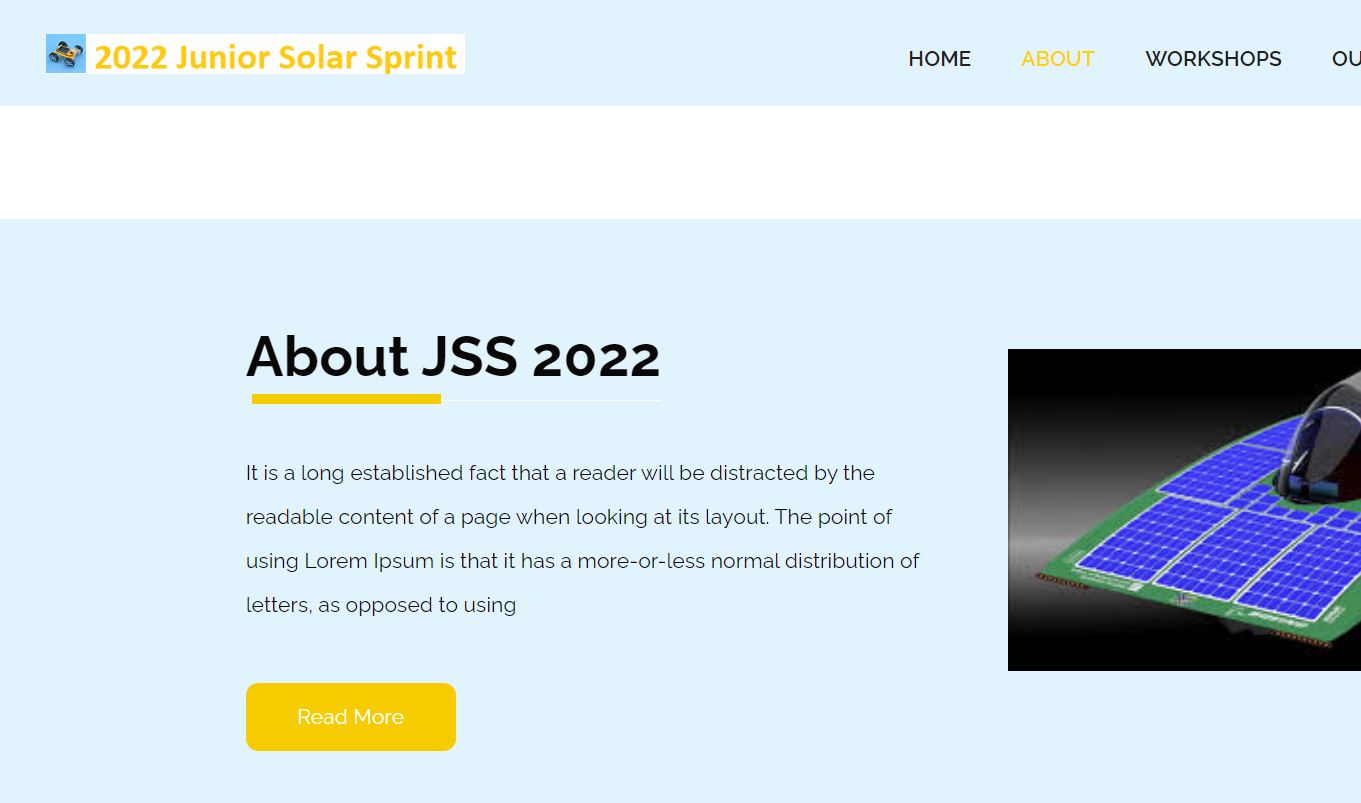 2022 Junior Solar Sprint
HOME ABOUT WORKSHOPS OU
About JSS 2022
It is a long established fact that a reader will be distracted by the
readable content of a page when looking at its layout. The point of
using Lorem Ipsum is that it has a more-or-less normal distribution of
letters, as opposed to using
Read More